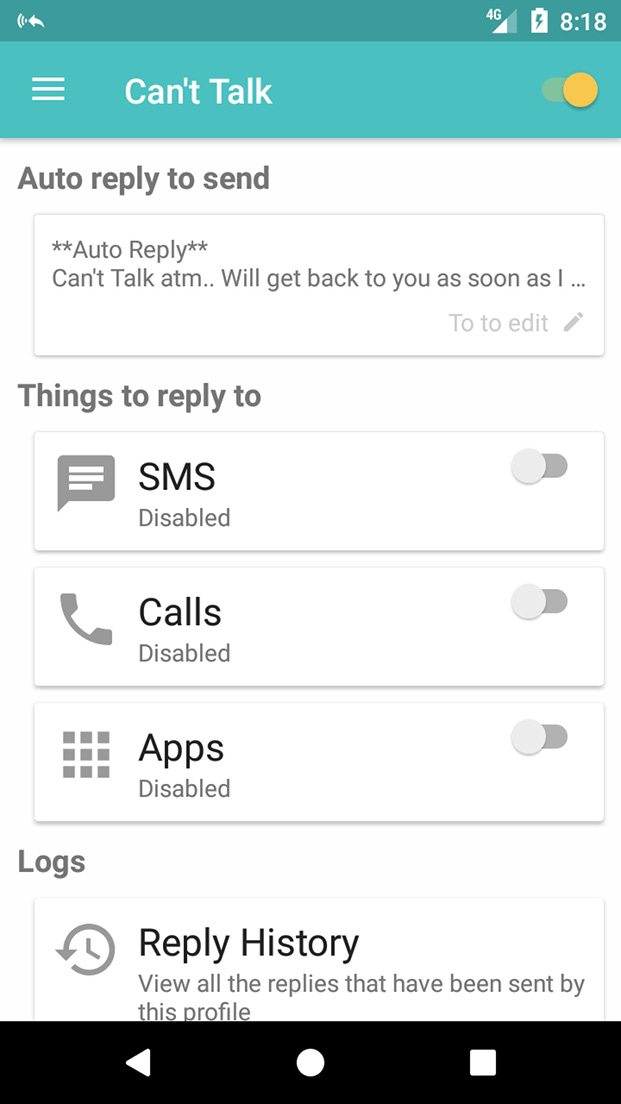 4G 8:18
Can't Talk
Auto reply to send
**Auto Reply**
Can't Talk atm.. Will get back to you as soon as I ...
To to edit
Things to reply to
SMS
Disabled
Calls
Disabled
Apps
Disabled
Logs
Reply History
View all the replies that have been sent by
this profile